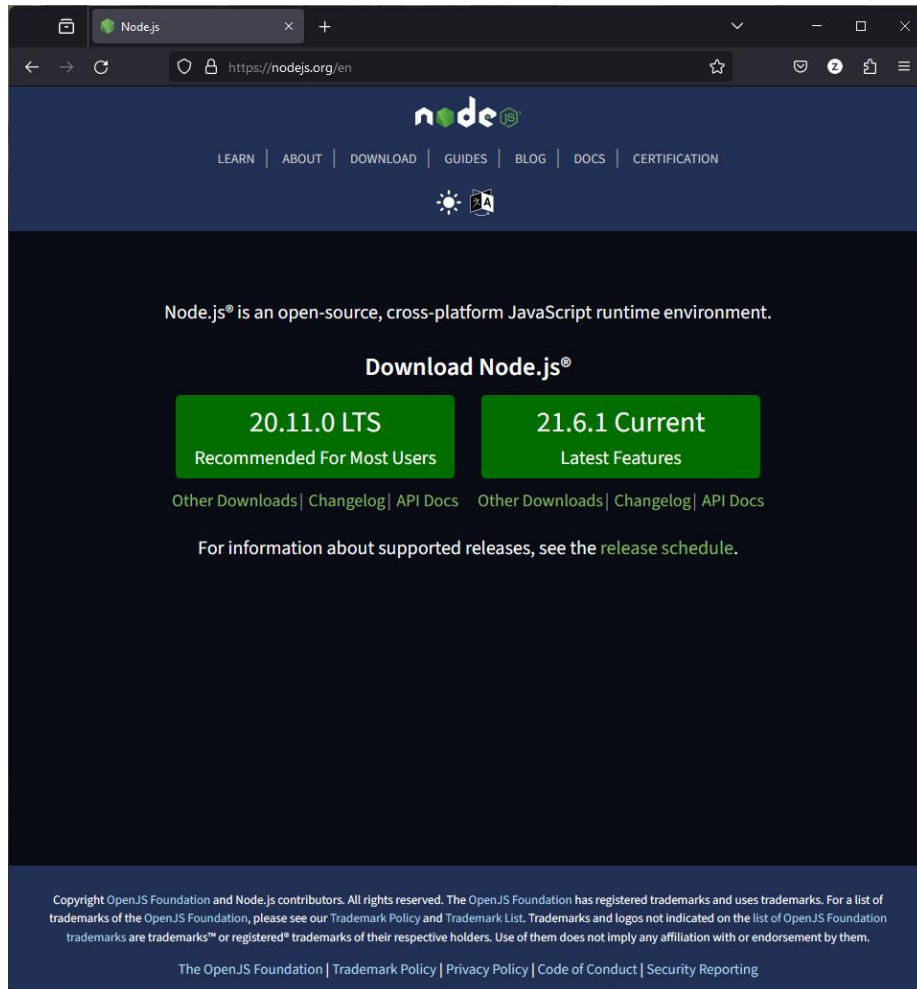 Node.js
https://nodejs.org/en
Z
node JS
LEARN | ABOUT | DOWNLOAD | GUIDES | BLOG | DOCS | CERTIFICATION
Node.js® is an open-source, cross-platform JavaScript runtime environment.
Download Node.js®
20.11.0 LTS
Recommended For Most Users
21.6.1 Current
Latest Features
Other Downloads| Changelog| API Docs
Other Downloads| Changelog| API Docs
For information about supported releases, see the release schedule.
Copyright OpenJS Foundation and Node.js contributors. All rights reserved. The OpenJS Foundation has registered trademarks and uses trademarks. For a list of
trademarks of the OpenJS Foundation, please see our Trademark Policy and Trademark List. Trademarks and logos not indicated on the list of OpenJS Foundation
trademarks are trademarks™ or registered® trademarks of their respective holders. Use of them does not imply any affiliation with or endorsement by them.
The OpenJS Foundation | Trademark Policy | Privacy Policy | Code of Conduct | Security Reporting